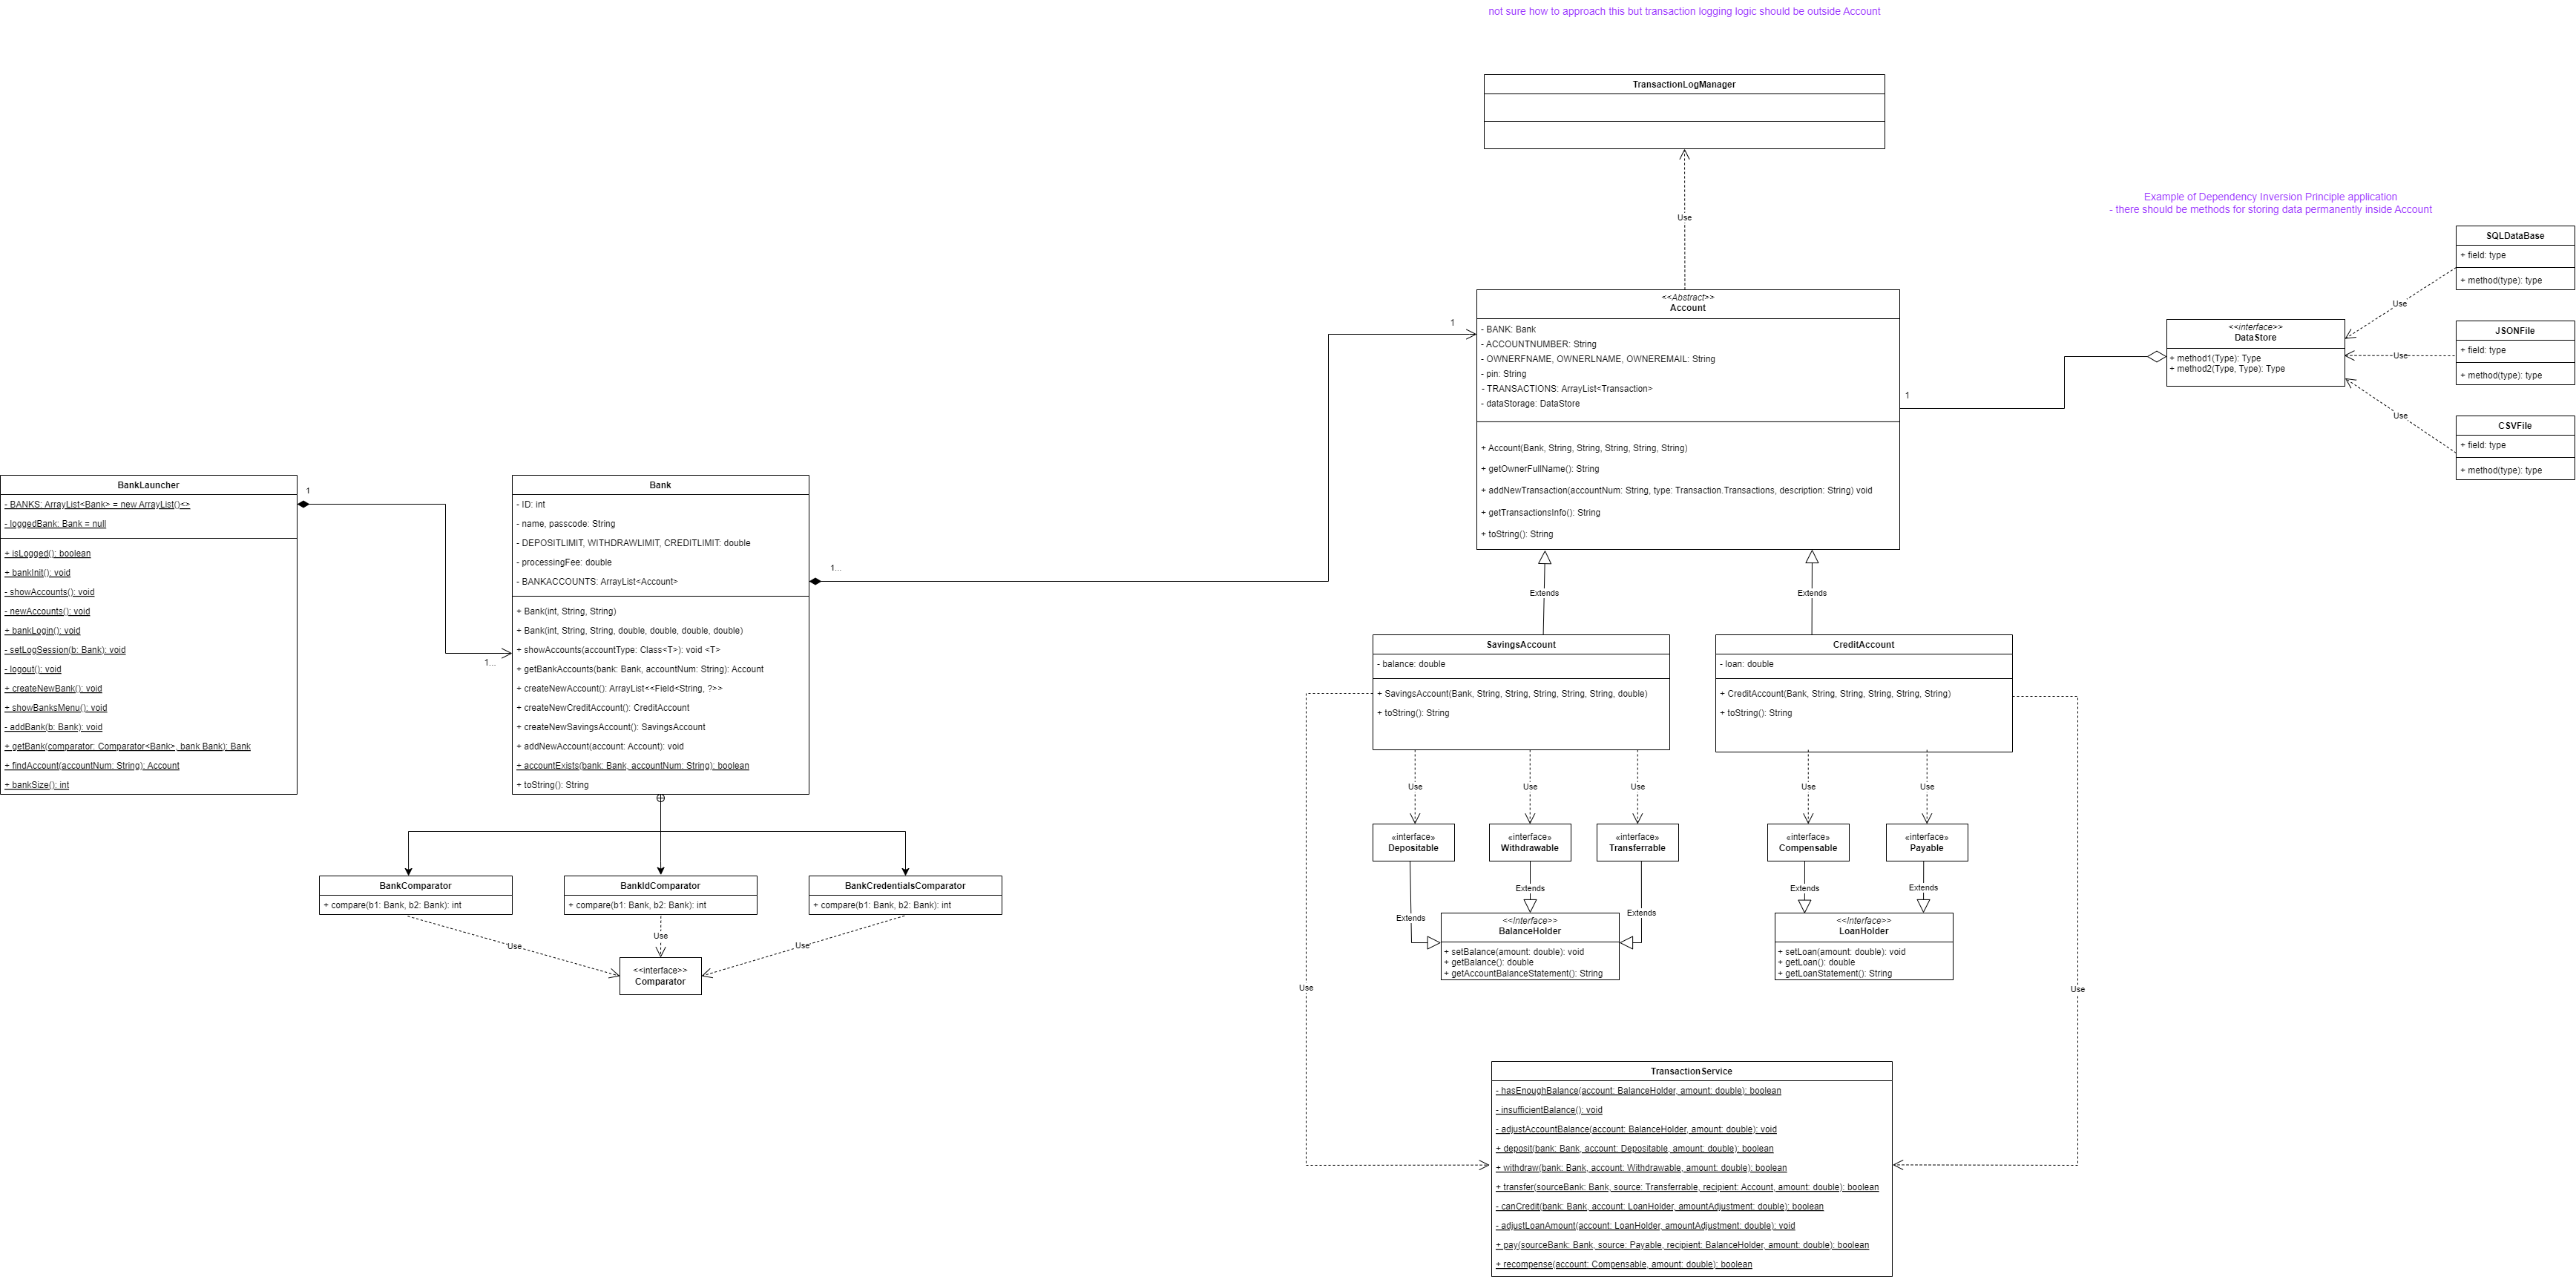 not sure how to approach this but transaction logging logic should be outside Account
TransactionLogManager
Use
Example of Dependency Inversion Principle application
- there should be methods for storing data permanently inside Account
SQLDataBase
+ field: type
+ method(type): type
Use
JSONFile
+ field: type
+ method(type): type
Use
CSVFile
+ field: type
+ method(type): type
Use
<<interface>>
DataStore
+ method1(Type): Type
+ method2(Type, Type): Type
1
1
<<Abstract>>
Account
- BANK: Bank
- ACCOUNTNUMBER: String
- OWNERFNAME, OWNERLNAME, OWNEREMAIL: String
- pin: String
- TRANSACTIONS: ArrayList<Transaction>
- dataStorage: DataStore
+ Account(Bank, String, String, String, String, String)
+ getOwnerFullName(): String
+ addNewTransaction(accountNum: String, type: Transaction.Transactions, description: String) void
+ getTransactionsInfo(): String
+ toString(): String
BankLauncher
- BANKS: ArrayList<Bank> = new ArrayList()<>
- loggedBank: Bank = null
+ isLogged(): boolean
+ bankInit(): void
- showAccounts(): void
- newAccounts(): void
+ bankLogin(): void
- setLogSession(b: Bank): void
- logout(): void
+ createNewBank(): void
+ showBanksMenu(): void
- addBank(b: Bank): void
+ getBank(comparator: Comparator<Bank>, bank Bank): Bank
+ findAccount(accountNum: String): Account
+ bankSize(): int
1
1...
Bank
- ID: int
- name, passcode: String
- DEPOSITLIMIT, WITHDRAWLIMIT, CREDITLIMIT: double
- processingFee: double
- BANKACCOUNTS: ArrayList<Account>
+ Bank(int, String, String)
+ Bank(int, String, String, double, double, double, double)
+ showAccounts(accountType: Class<T>): void <T>
+ getBankAccounts(bank: Bank, accountNum: String): Account
+ createNewAccount(): ArrayList<<Field<String, ?>>
+ createNewCreditAccount(): CreditAccount
+ createNewSavingsAccount(): SavingsAccount
+ addNewAccount(account: Account): void
+ accountExists(bank: Bank, accountNum: String): boolean
+ toString(): String
1...
BankComparator
+ compare(b1: Bank, b2: Bank): int
BankIdComparator
+ compare(b1: Bank, b2: Bank): int
BankCredentialsComparator
+ compare(b1: Bank, b2: Bank): int
Use
Use
Use
<<interface>>
Comparator
Extends
Extends
SavingsAccount
- balance: double
+ SavingsAccount(Bank, String, String, String, String, String, double)
+ toString(): String
CreditAccount
- loan: double
+ CreditAccount(Bank, String, String, String, String, String)
+ toString(): String
Use
Use
Use
Use
Use
«interface»
Depositable
«interface»
Withdrawable
«interface»
Transferrable
«interface»
Compensable
«interface»
Payable
Extends
Extends
Extends
Extends
Extends
<<Interface>>
BalanceHolder
+ setBalance(amount: double): void
+ getBalance(): double
+ getAccountBalanceStatement(): String
<<Interface>>
LoanHolder
+ setLoan(amount: double): void
+ getLoan(): double
+ getLoanStatement(): String
Use
Use
TransactionService
- hasEnoughBalance(account: BalanceHolder, amount: double): boolean
- insufficientBalance(): void
- adjustAccountBalance(account: BalanceHolder, amount: double): void
+ deposit(bank: Bank, account: Depositable, amount: double): boolean
+ withdraw(bank: Bank, account: Withdrawable, amount: double): boolean
+ transfer(sourceBank: Bank, source: Transferrable, recipient: Account, amount: double): boolean
- canCredit(bank: Bank, account: LoanHolder, amountAdjustment: double): boolean
- adjustLoanAmount(account: LoanHolder, amountAdjustment: double): void
+ pay(sourceBank: Bank, source: Payable, recipient: BalanceHolder, amount: double): boolean
+ recompense(account: Compensable, amount: double): boolean